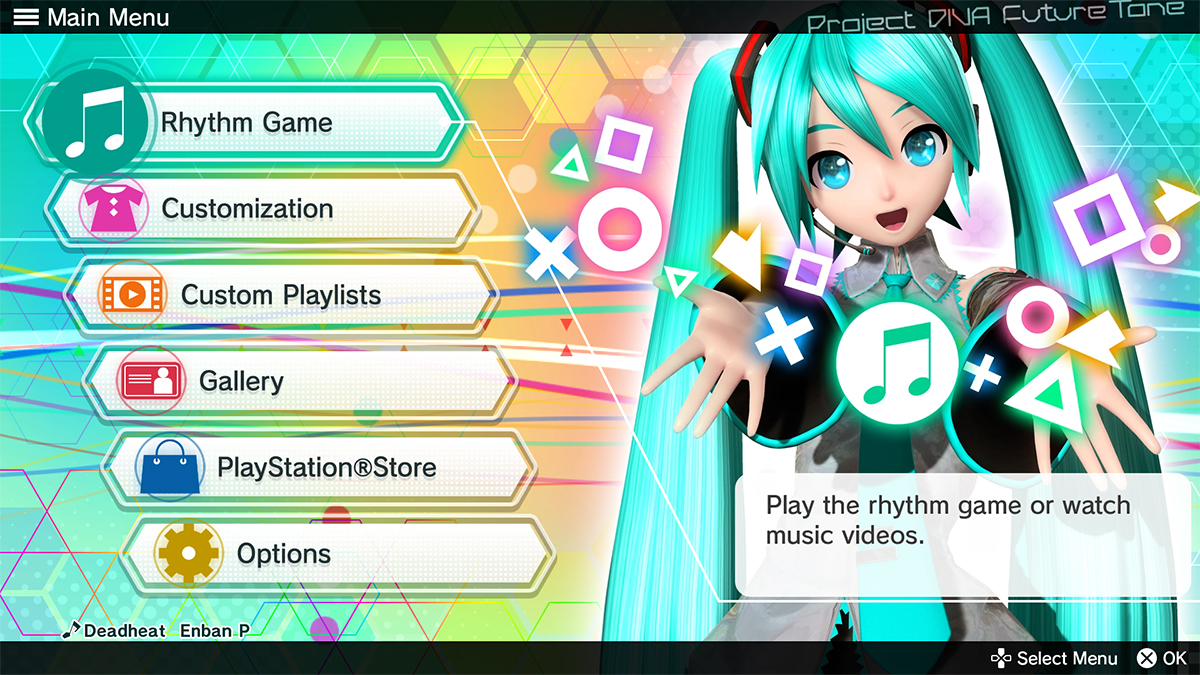 Main Menu
Project DIVA FutureTone
Rhythm Game
Customization
Custom Playlists
Gallery
PlayStation®Store
Options
Play the rhythm game or watch
music videos.
Deadheat Enban P
Select Menu
OK